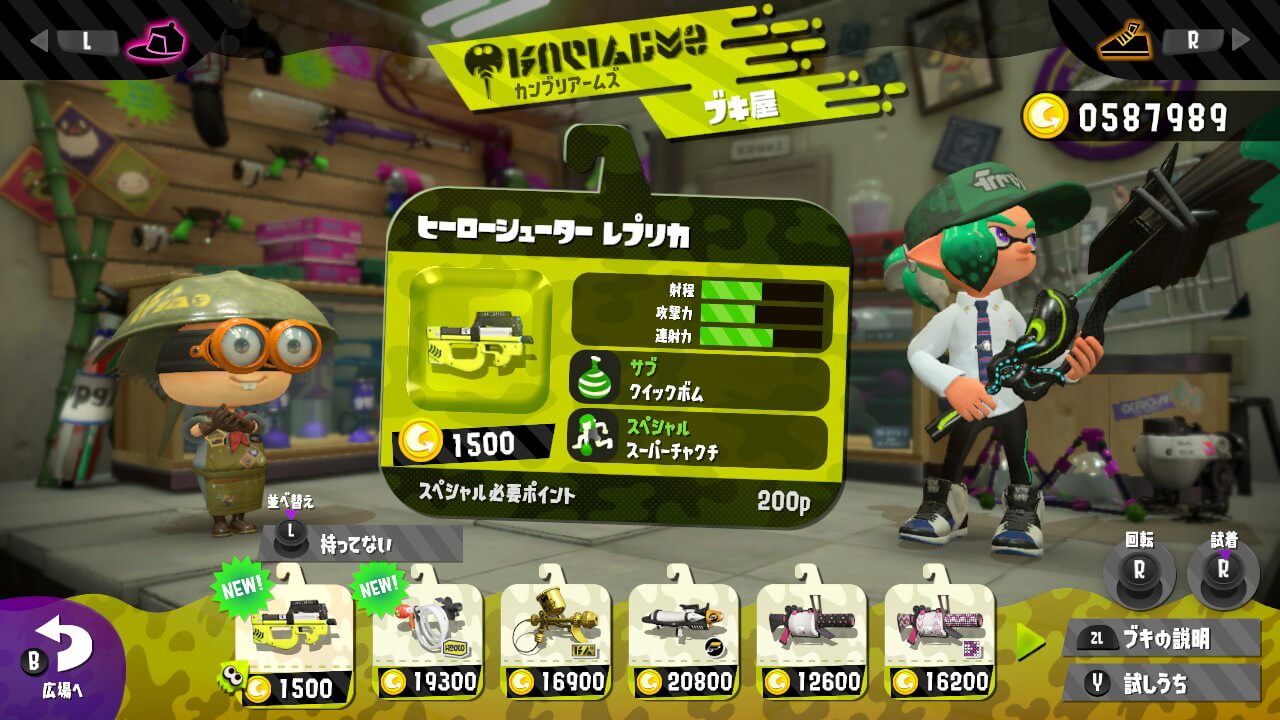 L
カンブリアームズ
ブキ屋
R
0587989
ヒーローシューター レプリカ
射程
攻撃力
連射力
サブ
クイックボム
1500
スペシャル
スーパーチャクチ
スペシャル必要ポイント
200p
並べ替え
L
持ってない
回転
R
試着
R
NEW!
NEW!
1500
19300
16900
20800
12600
16200
B
広場へ
ZL
ブキの説明
Y
試しうち